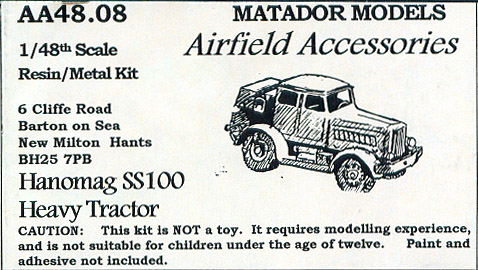 AA48.08
MATADOR MODELS
Airfield Accessories
1/48th Scale
Resin/Metal Kit
6 Cliffe Road
Barton on Sea
New Milton Hants
BH25 7PB
Hanomag SS100
Heavy Tractor
CAUTION: This kit is NOT a toy. It requires modelling experience,
and is not suitable for children under the age of twelve. Paint and
adhesive not included.